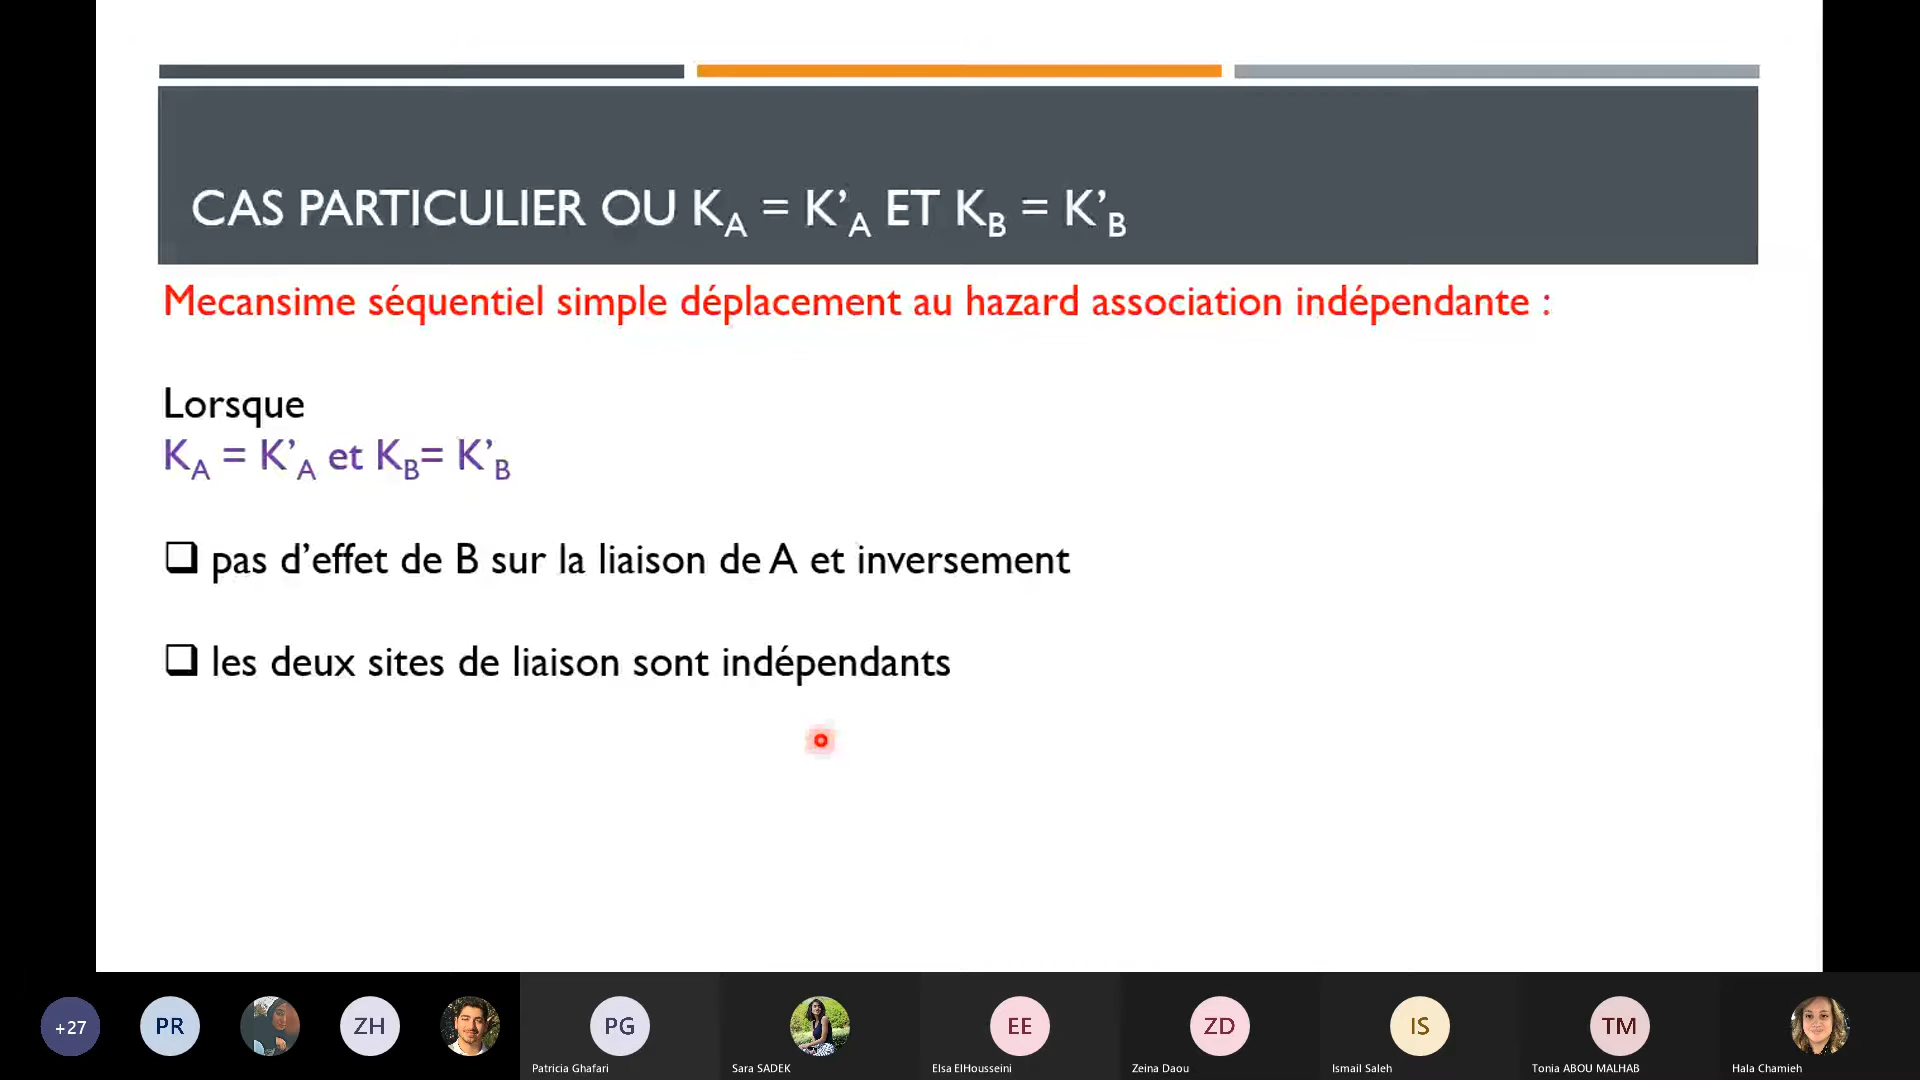 CAS PARTICULIER OU K_A = K’_A ET K_B = K’_B
Mecansime séquentiel simple déplacement au hazard association indépendante :
Lorsque
K_A = K’_A et K_B= K’_B
❑ pas d’effet de B sur la liaison de A et inversement
❑ les deux sites de liaison sont indépendants
+27
PR
ZH
PG
EE
ZD
IS
TM
Patricia Ghafari
Sara SADEK
Elsa ElHousseini
Zeina Daou
Ismail Saleh
Tonia ABOU MALHAB
Hala Chamieh